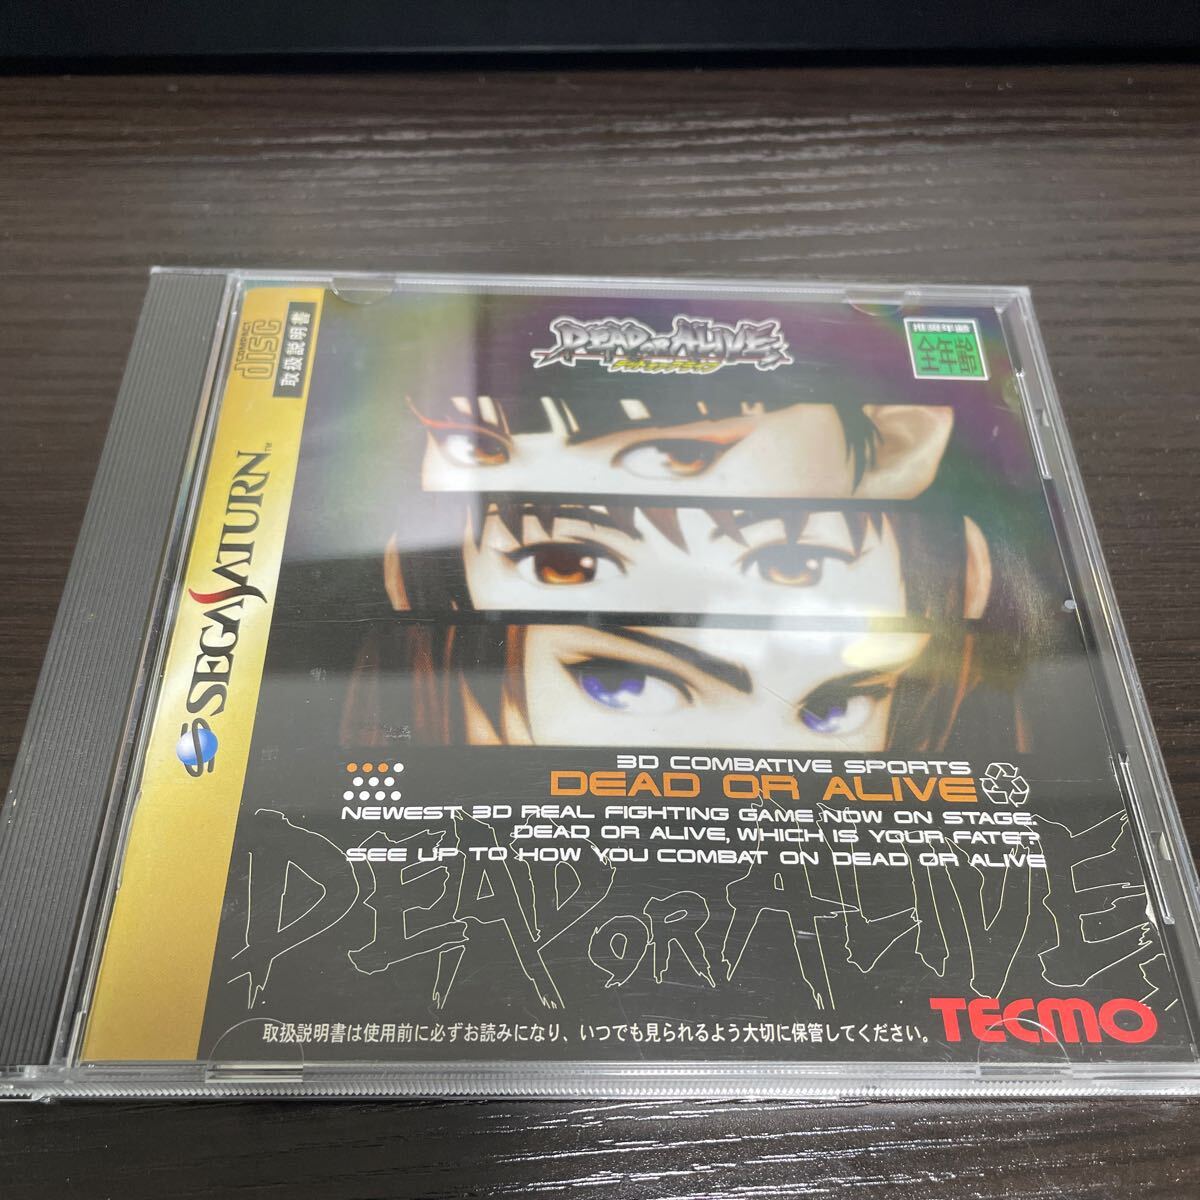 COMPACT
disc
取扱説明書
SEGA SATURN™
DEAD OR ALIVE
デッドオアアライブ
推奨年齢
全年齢
3D COMBATIVE SPORTS
DEAD OR ALIVE
NEWEST 3D REAL FIGHTING GAME NOW ON STAGE.
DEAD OR ALIVE, WHICH IS YOUR FATE?
SEE UP TO HOW YOU COMBAT ON DEAD OR ALIVE
DEAD OR ALIVE
TECMO
取扱説明書は使用前に必ずお読みになり、いつでも見られるよう大切に保管してください。